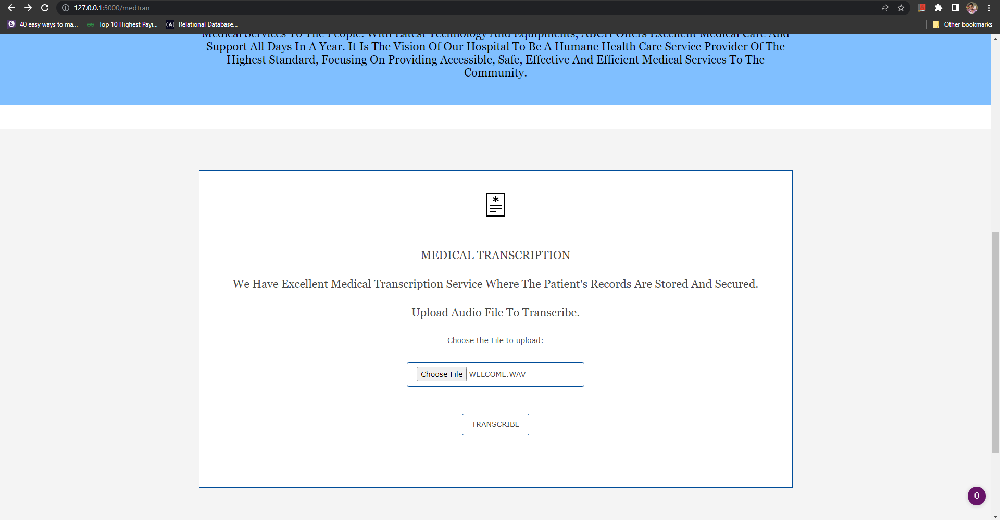 127.0.0.1:5000/medtran
40 easy ways to ma... Top 10 Highest Payi... Relational Database... Other bookmarks
Medical Services To The People. With Latest Technology And Equipments, ABCH Offers Excellent Medical Care And
Support All Days In A Year. It Is The Vision Of Our Hospital To Be A Humane Health Care Service Provider Of The
Highest Standard, Focusing On Providing Accessible, Safe, Effective And Efficient Medical Services To The
Community.
MEDICAL TRANSCRIPTION
We Have Excellent Medical Transcription Service Where The Patient's Records Are Stored And Secured.
Upload Audio File To Transcribe.
Choose the File to upload:
Choose File WELCOME.WAV
TRANSCRIBE
0